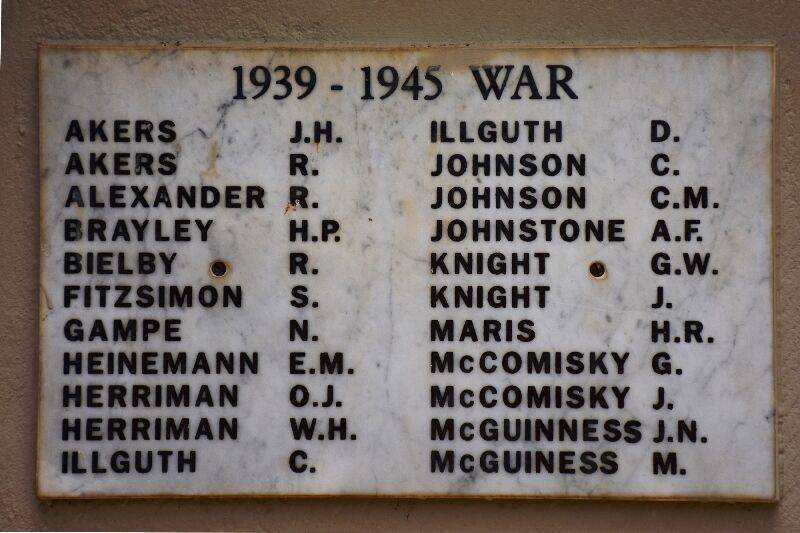 1939 - 1945 WAR
AKERS J.H.
AKERS R.
ALEXANDER R.
BRAYLEY H.P.
BIELBY R.
FITZSIMON S.
GAMPE N.
HEINEMANN E.M.
HERRIMAN O.J.
HERRIMAN W.H.
ILLGUTH C.
ILLGUTH D.
JOHNSON C.
JOHNSON C.M.
JOHNSTONE A.F.
KNIGHT G.W.
KNIGHT J.
MARIS H.R.
McCOMISKY G.
McCOMISKY J.
McGUINNESS J.N.
McGUINESS M.